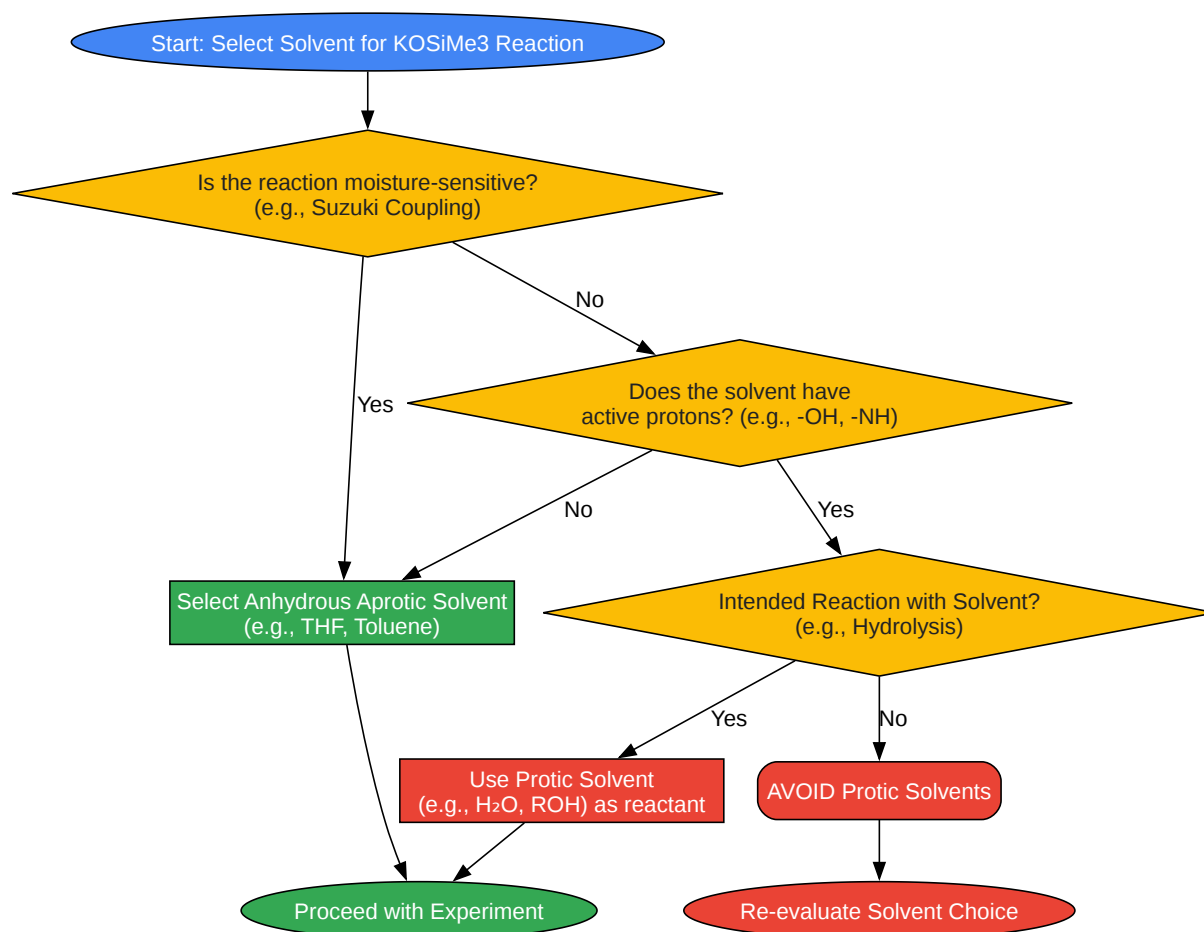 Start: Select Solvent for KOSiMe3 Reaction
Is the reaction moisture-sensitive?
(e.g., Suzuki Coupling)
No
Does the solvent have
active protons? (e.g., -OH, -NH)
Yes
No
Yes
Select Anhydrous Aprotic Solvent
(e.g., THF, Toluene)
Intended Reaction with Solvent?
(e.g., Hydrolysis)
Yes
No
Use Protic Solvent
(e.g., H₂O, ROH) as reactant
AVOID Protic Solvents
Proceed with Experiment
Re-evaluate Solvent Choice